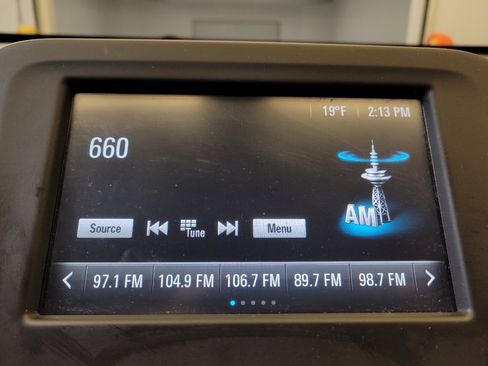 19°F 2:13 PM
660
AM
Source Tune Menu
97.1 FM 104.9 FM 106.7 FM 89.7 FM 98.7 FM